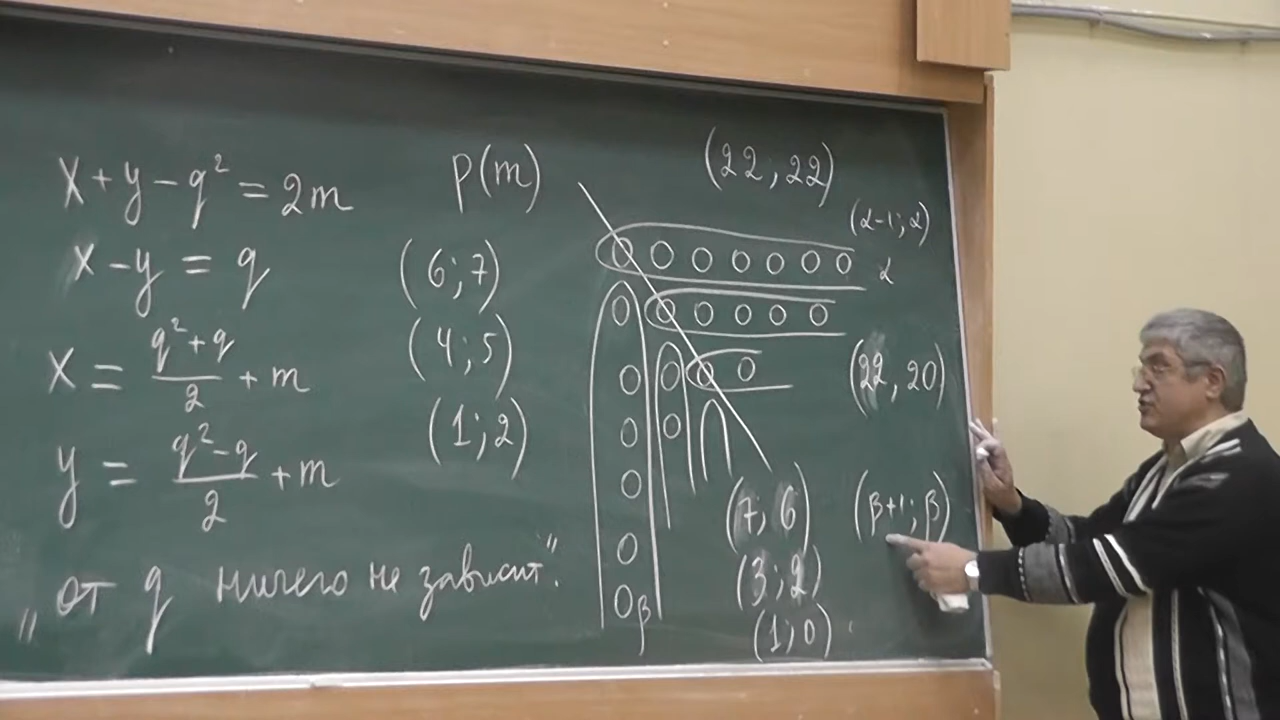 x + y - q² = 2m
x - y = q
x = (q² + q)/2 + m
y = (q² - q)/2 + m
„от q ничего не зависит.”
p(m)
(6; 7)
(4; 5)
(1; 2)
(22, 22)
(α-1; α)
α
(22, 20)
β
(7; 6)
(3; 2)
(1; 0)
(β+1; β)